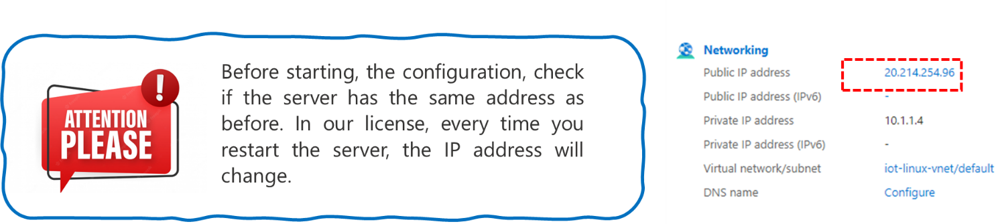 ATTENTION
PLEASE
!
Before starting, the configuration, check
if the server has the same address as
before. In our license, every time you
restart the server, the IP address will
change.
Networking
Public IP address 20.214.254.96
Public IP address (IPv6) -
Private IP address 10.1.1.4
Private IP address (IPv6) -
Virtual network/subnet iot-linux-vnet/default
DNS name Configure